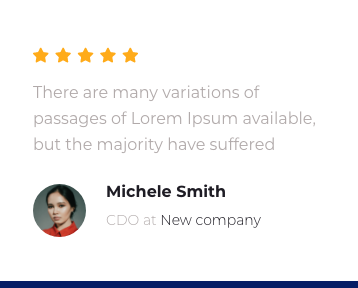 There are many variations of
passages of Lorem Ipsum available,
but the majority have suffered
Michele Smith
CDO at New company